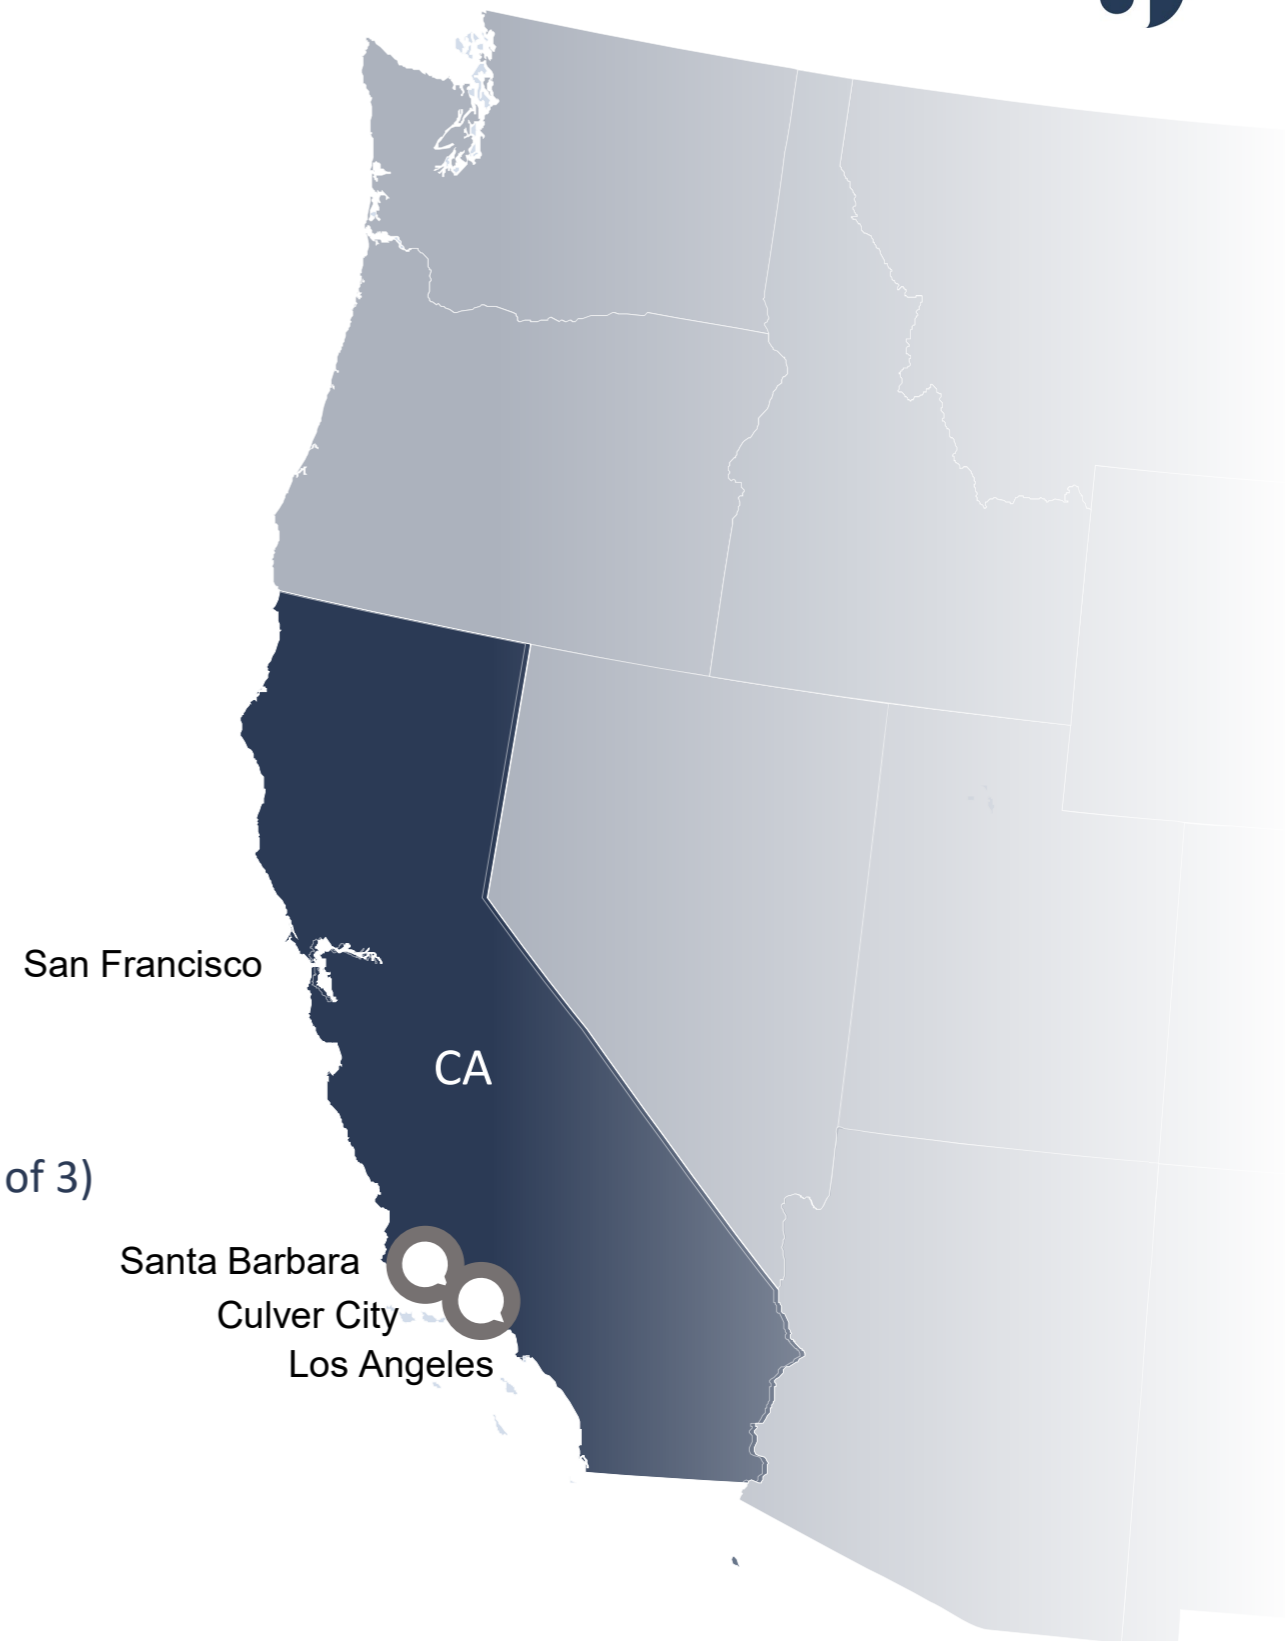 San Francisco
CA
of 3)
Santa Barbara
Culver City
Los Angeles